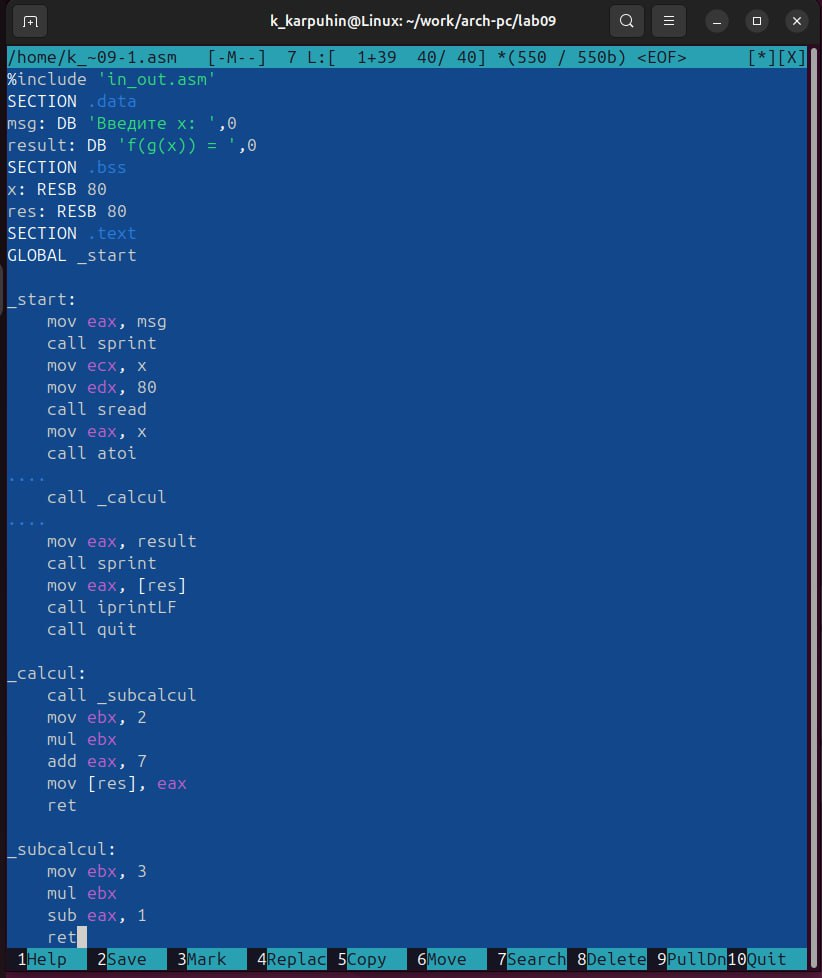 k_karpuhin@Linux: ~/work/arch-pc/lab09
/home/k_~09-1.asm [-M--] 7 L:[ 1+39 40/ 40] *(550 / 550b) <EOF> [*][X]
%include 'in_out.asm'
SECTION .data
msg: DB 'Введите x: ',0
result: DB 'f(g(x)) = ',0
SECTION .bss
x: RESB 80
res: RESB 80
SECTION .text
GLOBAL _start
_start:
mov eax, msg
call sprint
mov ecx, x
mov edx, 80
call sread
mov eax, x
call atoi
....
call _calcul
....
mov eax, result
call sprint
mov eax, [res]
call iprintLF
call quit
_calcul:
call _subcalcul
mov ebx, 2
mul ebx
add eax, 7
mov [res], eax
ret
_subcalcul:
mov ebx, 3
mul ebx
sub eax, 1
ret
1Help 2Save 3Mark 4Replac 5Copy 6Move 7Search 8Delete 9PullDn 10Quit